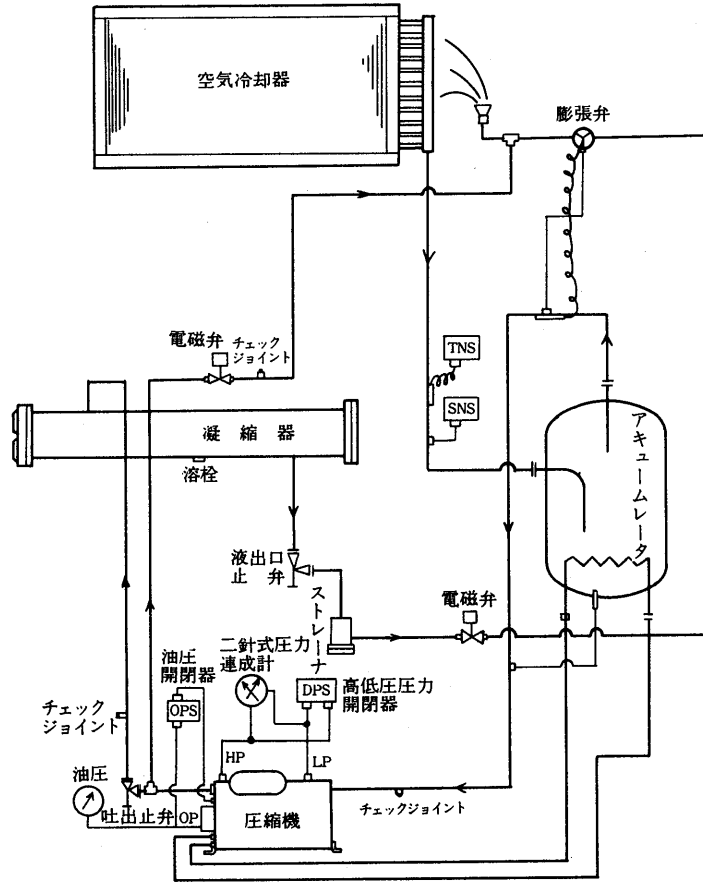 空気冷却器
膨張弁
電磁弁
チェック
ジョイント
TNS
SNS
凝縮器
溶栓
アキュームレータ
液出口
止弁
ストレーナ
電磁弁
二針式圧力
連成計
油圧
開閉器
OPS
DPS
高低圧圧力
開閉器
チェック
ジョイント
HP
LP
油圧
吐出止弁
OP
圧縮機
チェックジョイント